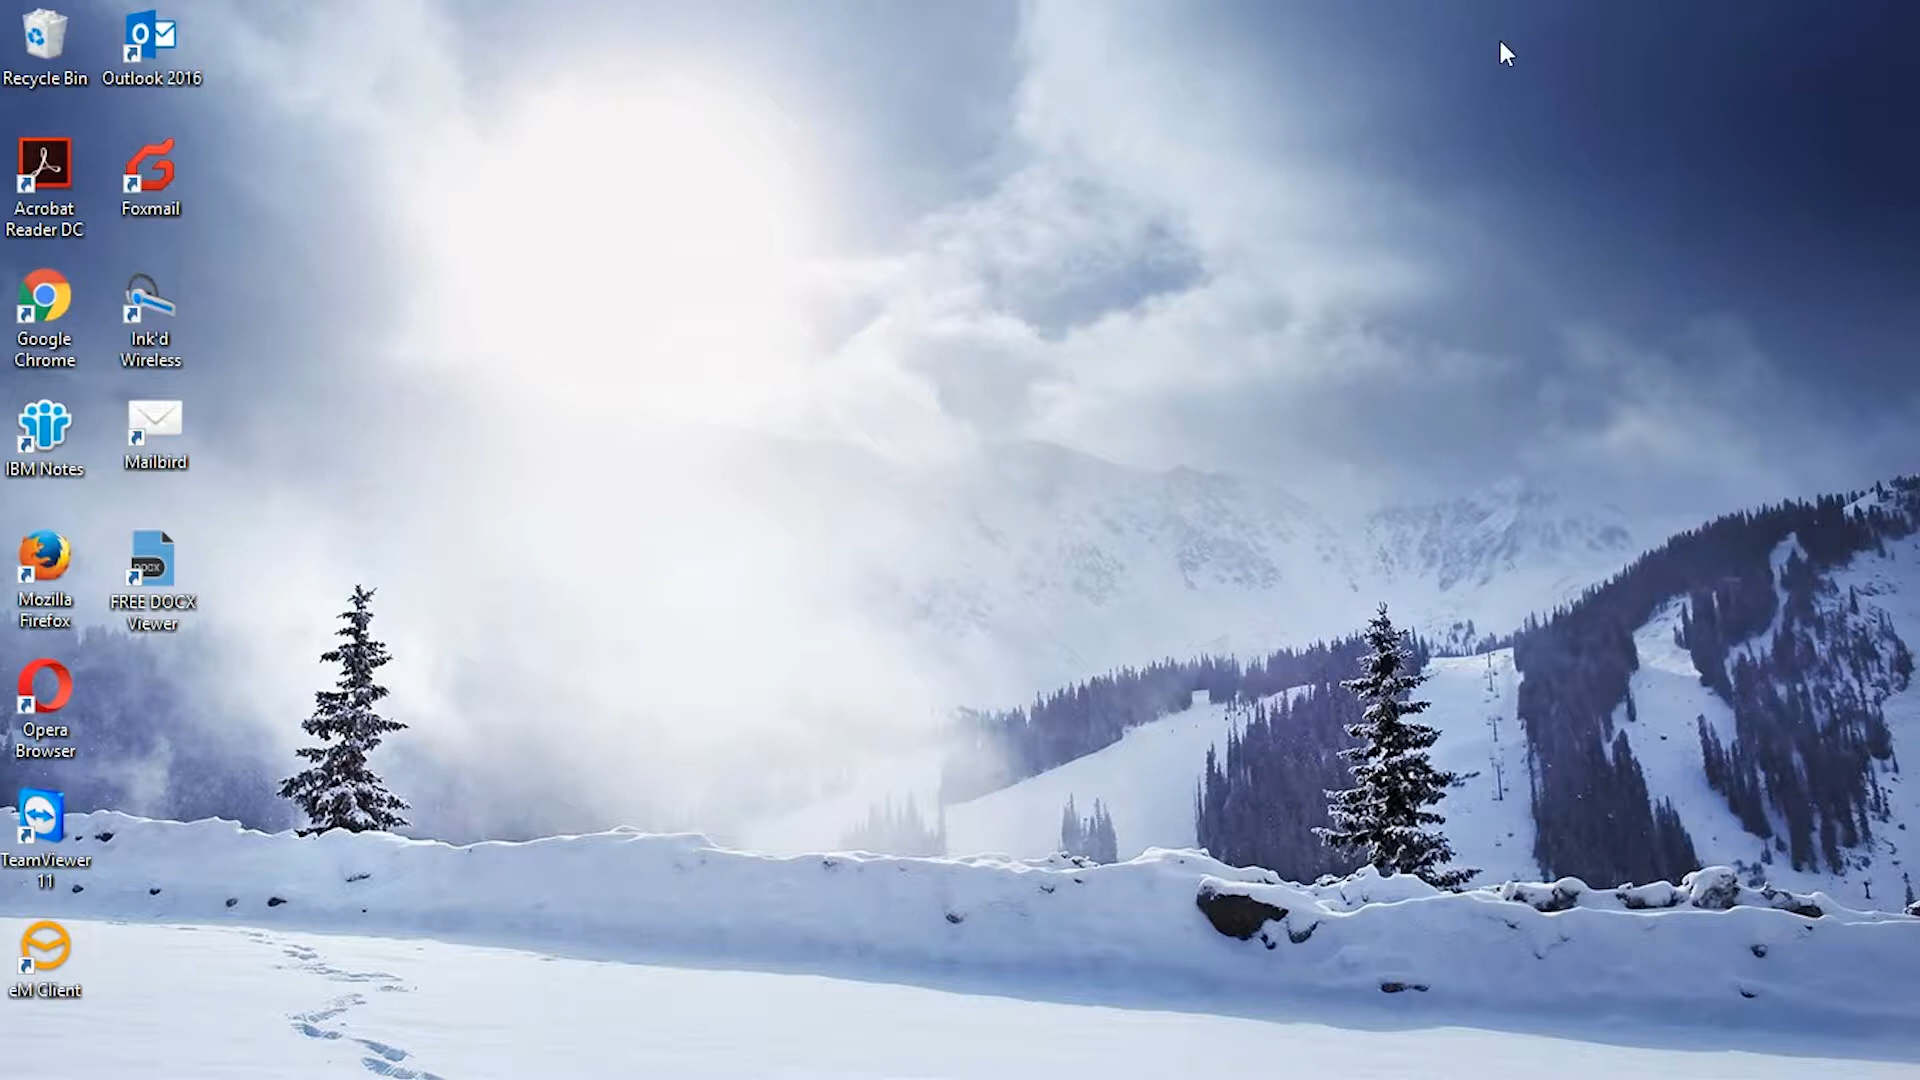 Recycle Bin
Outlook 2016
Acrobat
Reader DC
Foxmail
Google
Chrome
Ink'd
Wireless
IBM Notes
Mailbird
Mozilla
Firefox
DOCX
FREE DOCX
Viewer
Opera
Browser
TeamViewer
11
eM Client